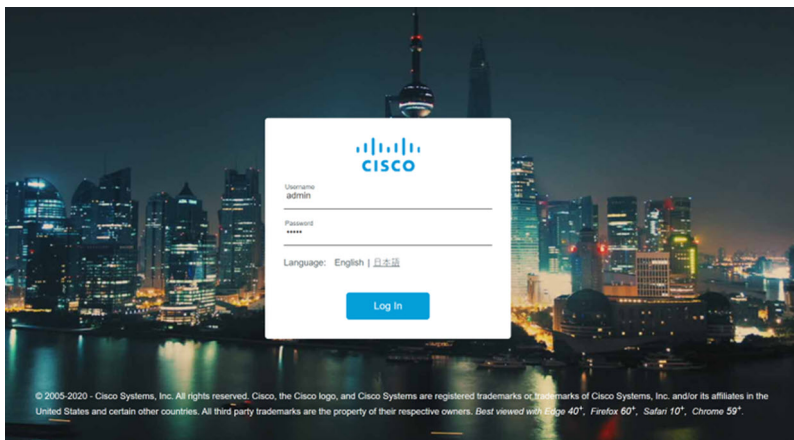 CISCO
Username
admin
Password
•••••
Language: English | 日本語
Log In
© 2005-2020 - Cisco Systems, Inc. All rights reserved. Cisco, the Cisco logo, and Cisco Systems are registered trademarks or trademarks of Cisco Systems, Inc. and/or its affiliates in the
United States and certain other countries. All third party trademarks are the property of their respective owners. Best viewed with Edge 40+, Firefox 60+, Safari 10+, Chrome 59+.